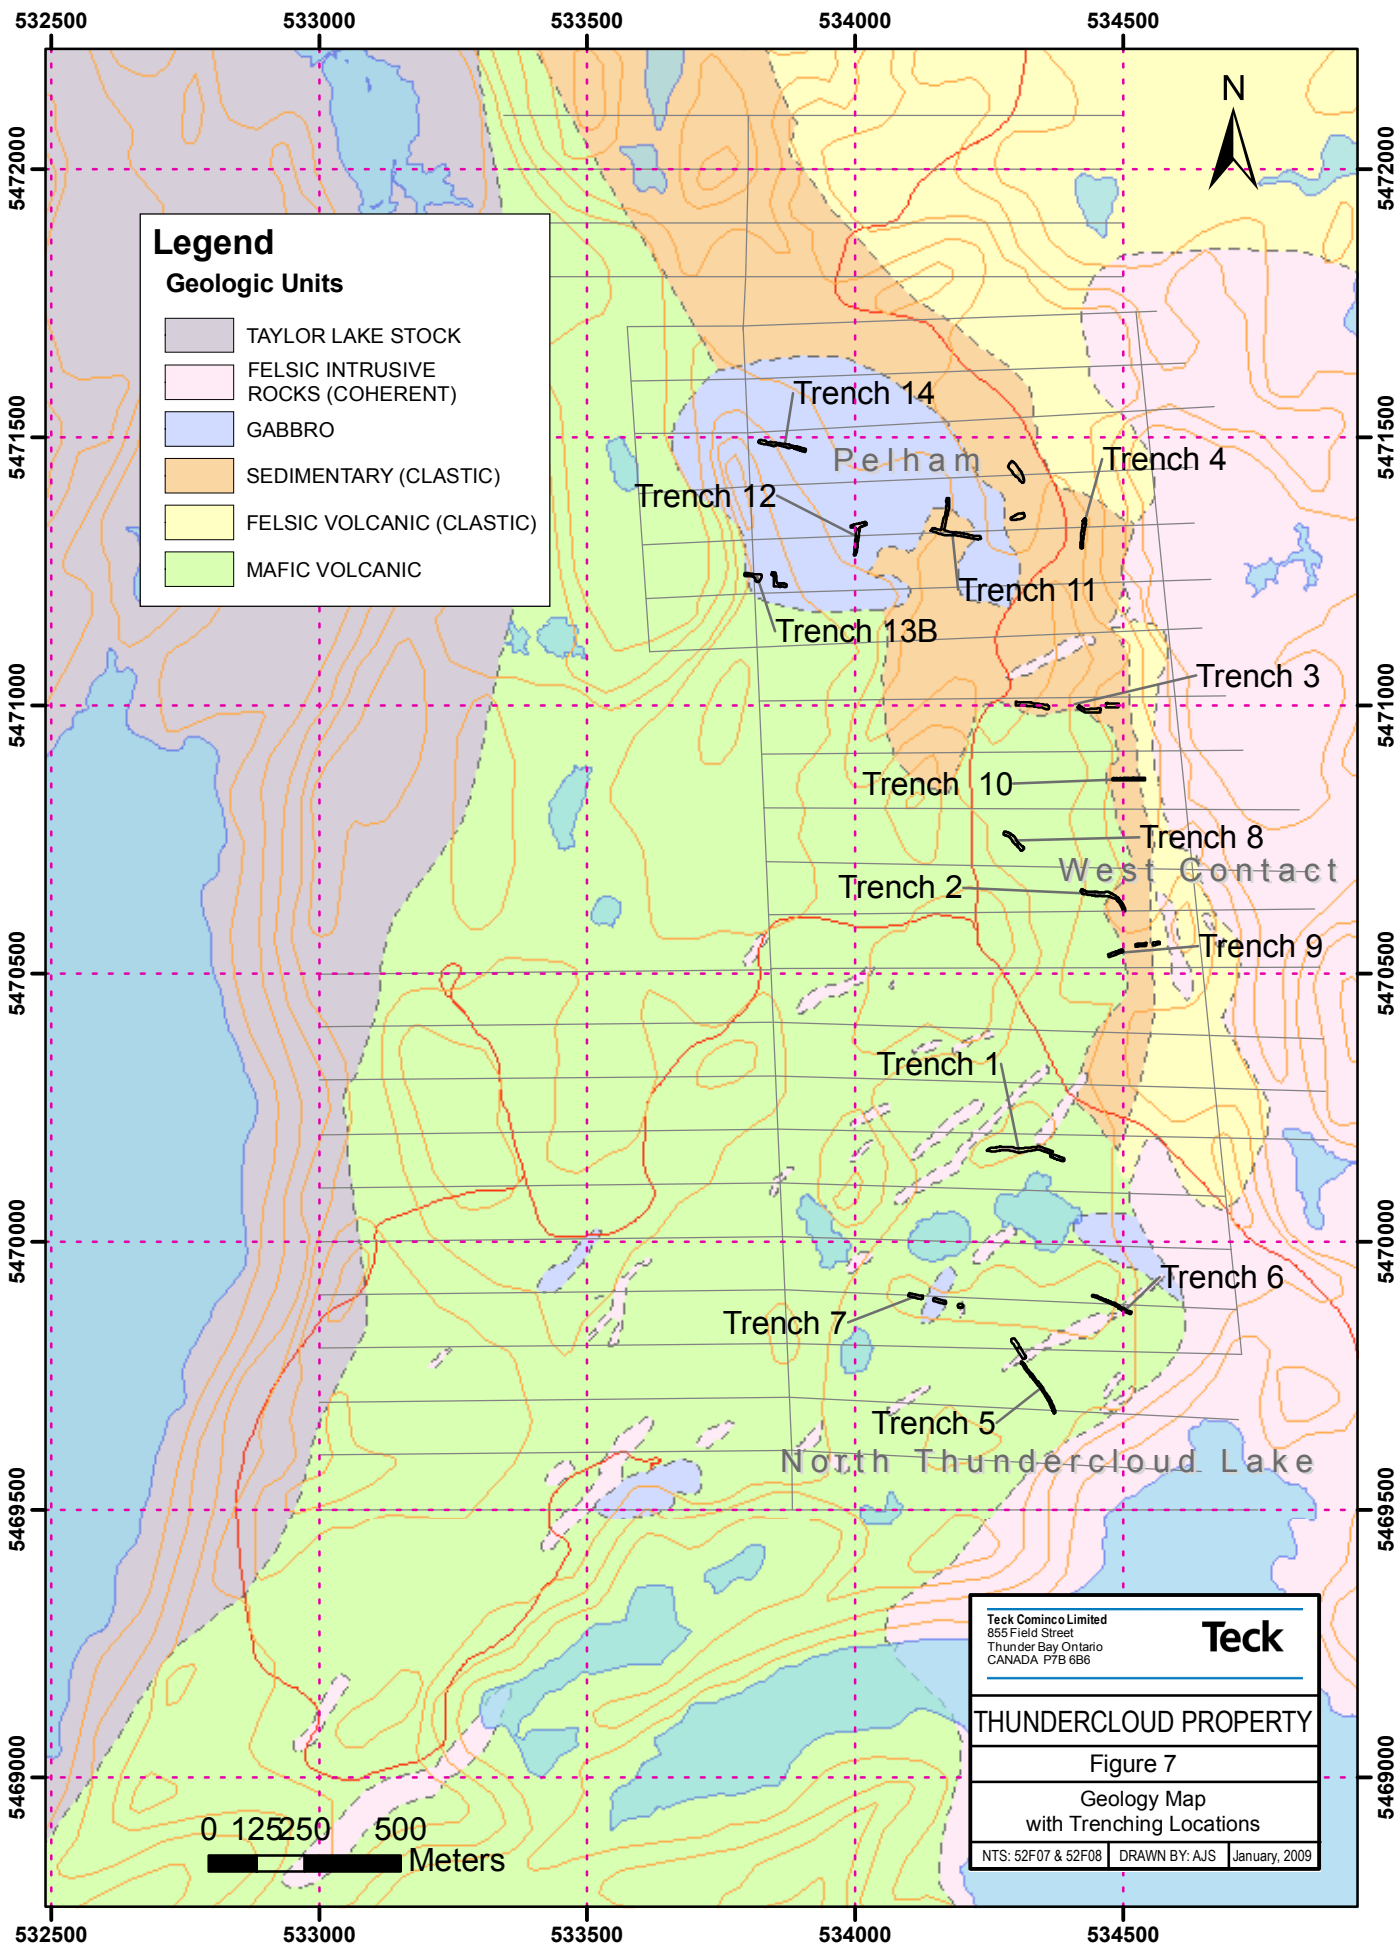 532500 533000 533500 534000 534500
N
5472000 5472000
Legend
Geologic Units
TAYLOR LAKE STOCK
FELSIC INTRUSIVE
ROCKS (COHERENT)
GABBRO
SEDIMENTARY (CLASTIC)
FELSIC VOLCANIC (CLASTIC)
MAFIC VOLCANIC
Trench 14
5471500 5471500
Pelham
Trench 4
Trench 12
Trench 11
Trench 13B
Trench 3
5471000 5471000
Trench 10
Trench 8
West Contact
Trench 2
Trench 9
5470500 5470500
Trench 1
5470000 5470000
Trench 6
Trench 7
Trench 5
North Thundercloud Lake
5469500 5469500
Teck Cominco Limited
855 Field Street
Thunder Bay Ontario
CANADA P7B 6B6
Teck
THUNDERCLOUD PROPERTY
Figure 7
5469000 5469000
Geology Map
with Trenching Locations
NTS: 52F07 & 52F08 DRAWN BY: AJS January, 2009
0 125 250 500
Meters
532500 533000 533500 534000 534500